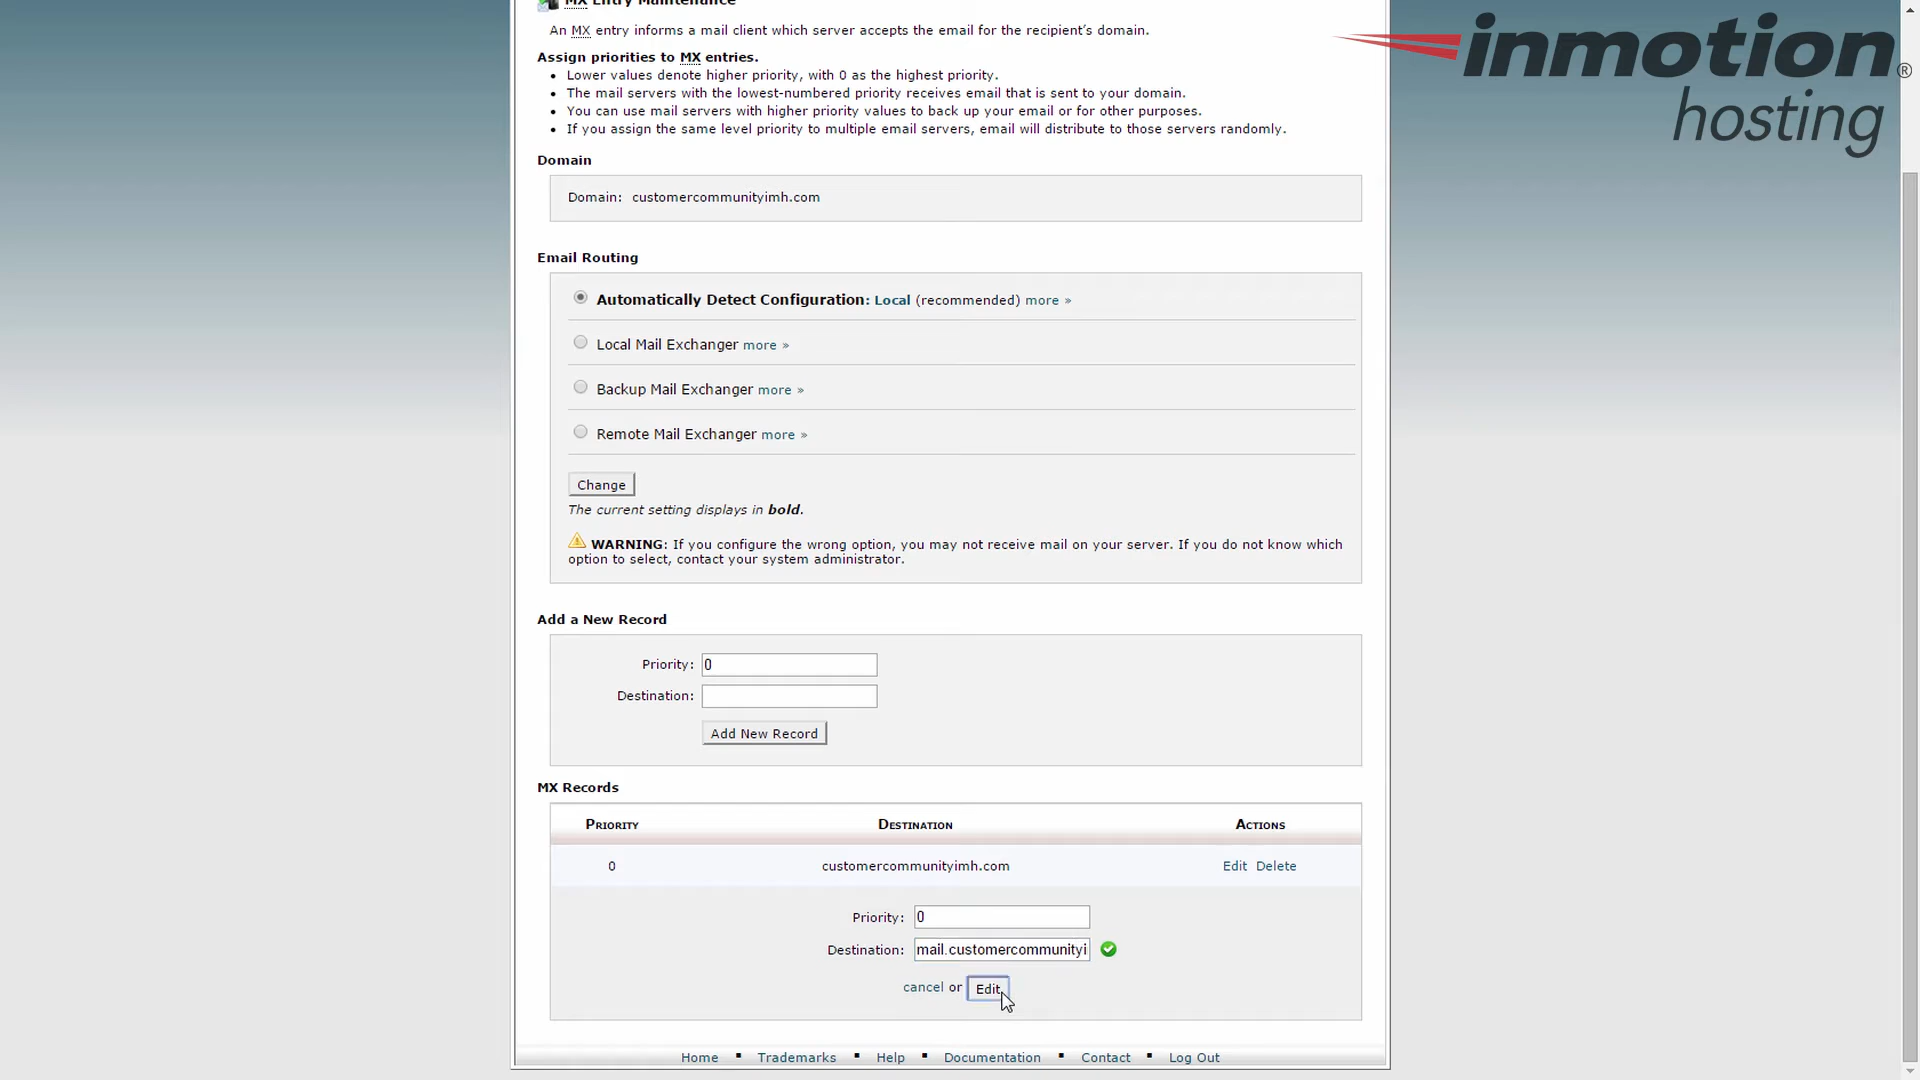 MX Entry Maintenance
inmotion®
hosting
An MX entry informs a mail client which server accepts the email for the recipient's domain.
Assign priorities to MX entries.
• Lower values denote higher priority, with 0 as the highest priority.
• The mail servers with the lowest-numbered priority receives email that is sent to your domain.
• You can use mail servers with higher priority values to back up your email or for other purposes.
• If you assign the same level priority to multiple email servers, email will distribute to those servers randomly.
Domain
Domain: customercommunityimh.com
Email Routing
Automatically Detect Configuration: Local (recommended) more »
Local Mail Exchanger more »
Backup Mail Exchanger more »
Remote Mail Exchanger more »
Change
The current setting displays in bold.
WARNING: If you configure the wrong option, you may not receive mail on your server. If you do not know which
option to select, contact your system administrator.
Add a New Record
Priority: 0
Destination:
Add New Record
MX Records
Priority Destination Actions
0 customercommunityimh.com Edit Delete
Priority: 0
Destination: mail.customercommunityi
cancel or Edit
Home ▪ Trademarks ▪ Help ▪ Documentation ▪ Contact ▪ Log Out